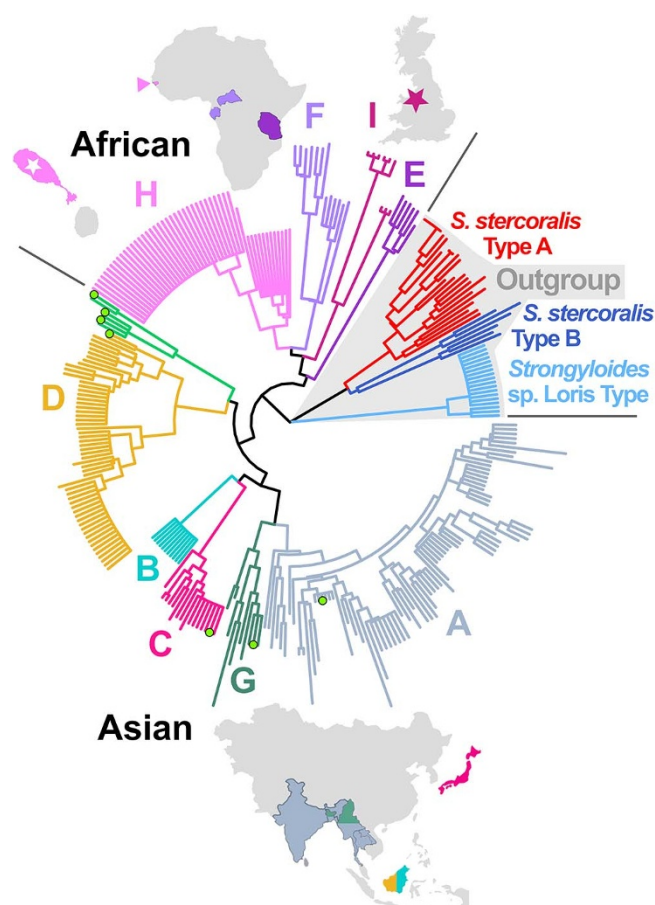 African
H
F
I
E
S. stercoralis
Type A
Outgroup
S. stercoralis
Type B
Strongyloides
sp. Loris Type
D
B
C
G
A
Asian